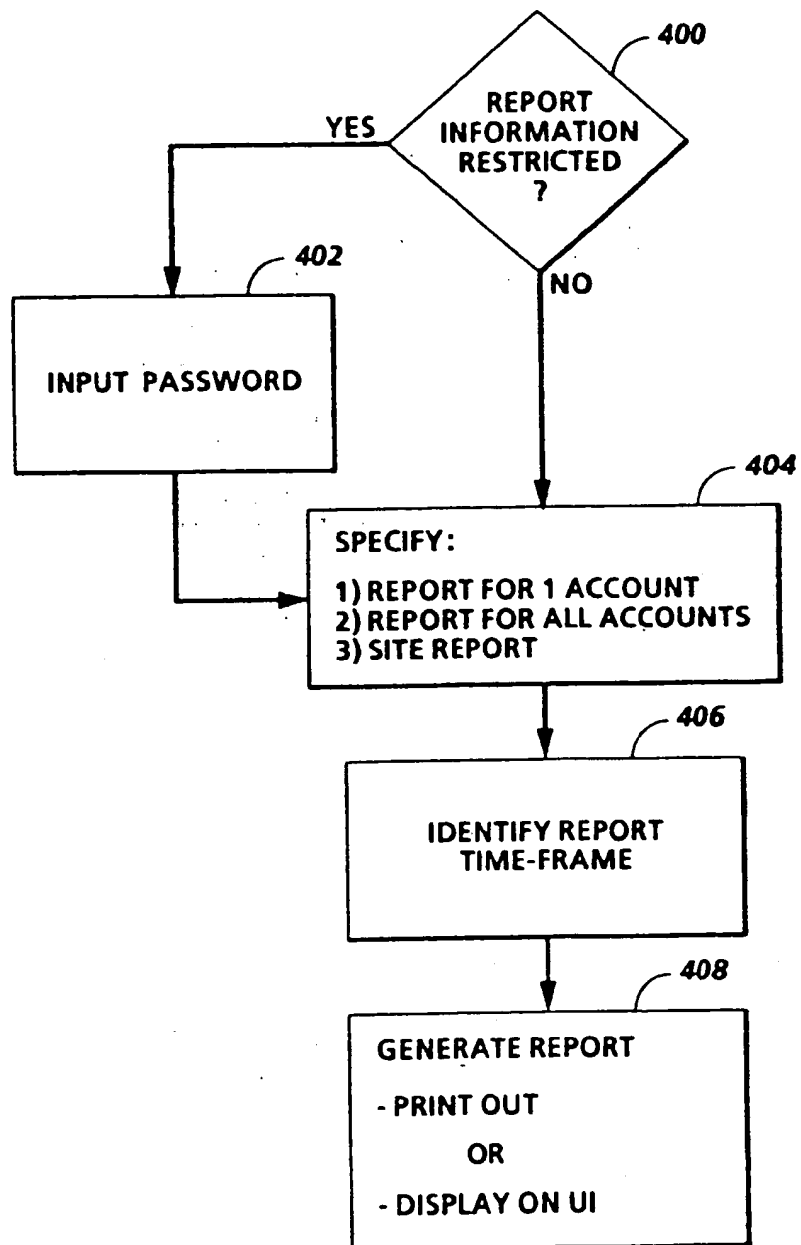 400
REPORT
INFORMATION
RESTRICTED
?
YES
NO
402
INPUT PASSWORD
404
SPECIFY:
1) REPORT FOR 1 ACCOUNT
2) REPORT FOR ALL ACCOUNTS
3) SITE REPORT
406
IDENTIFY REPORT
TIME-FRAME
408
GENERATE REPORT
- PRINT OUT
OR
- DISPLAY ON UI